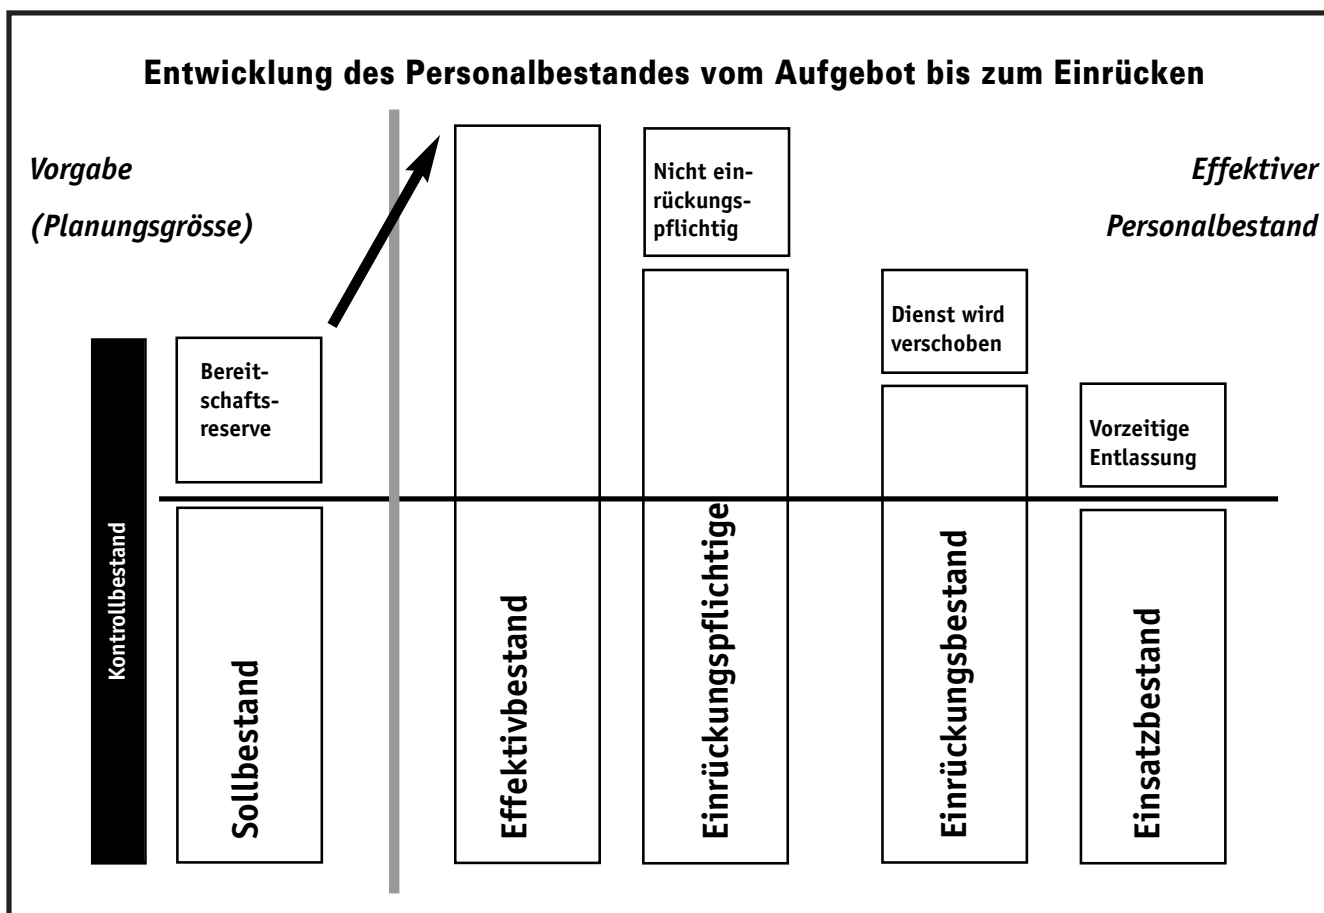 Entwicklung des Personalbestandes vom Aufgebot bis zum Einrücken
Vorgabe
(Planungsgrösse)
Effektiver
Personalbestand
Kontrollbestand
Bereit-
schafts-
reserve
Sollbestand
Effektivbestand
Nicht ein-
rückungs-
pflichtig
Einrückungspflichtige
Dienst wird
verschoben
Einrückungsbestand
Vorzeitige
Entlassung
Einsatzbestand